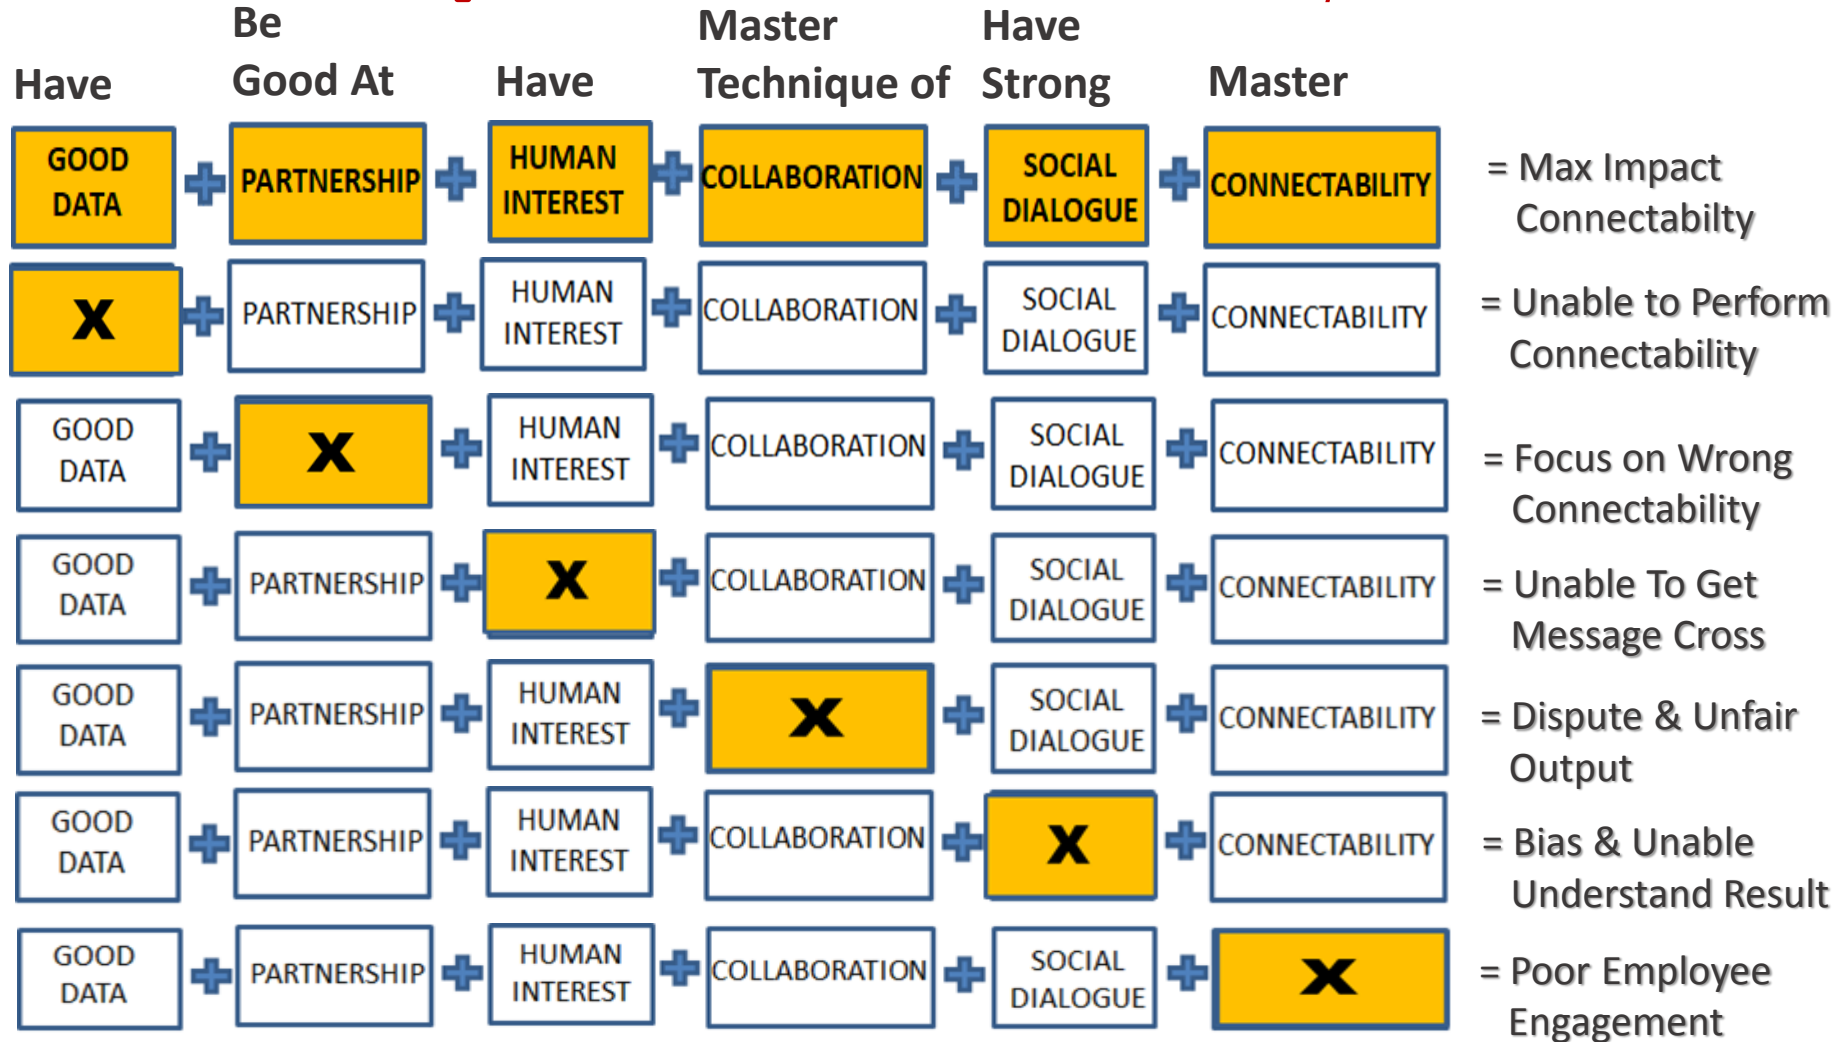 Have
Be
Good At
Have
Master
Technique of
Have
Strong
Master
GOOD
DATA
PARTNERSHIP
HUMAN
INTEREST
COLLABORATION
SOCIAL
DIALOGUE
CONNECTABILITY
= Max Impact
Connectabilty
X
PARTNERSHIP
HUMAN
INTEREST
COLLABORATION
SOCIAL
DIALOGUE
CONNECTABILITY
= Unable to Perform
Connectability
GOOD
DATA
X
HUMAN
INTEREST
COLLABORATION
SOCIAL
DIALOGUE
CONNECTABILITY
= Focus on Wrong
Connectability
GOOD
DATA
PARTNERSHIP
X
COLLABORATION
SOCIAL
DIALOGUE
CONNECTABILITY
= Unable To Get
Message Cross
GOOD
DATA
PARTNERSHIP
HUMAN
INTEREST
X
SOCIAL
DIALOGUE
CONNECTABILITY
= Dispute & Unfair
Output
GOOD
DATA
PARTNERSHIP
HUMAN
INTEREST
COLLABORATION
X
CONNECTABILITY
= Bias & Unable
Understand Result
GOOD
DATA
PARTNERSHIP
HUMAN
INTEREST
COLLABORATION
SOCIAL
DIALOGUE
X
= Poor Employee
Engagement